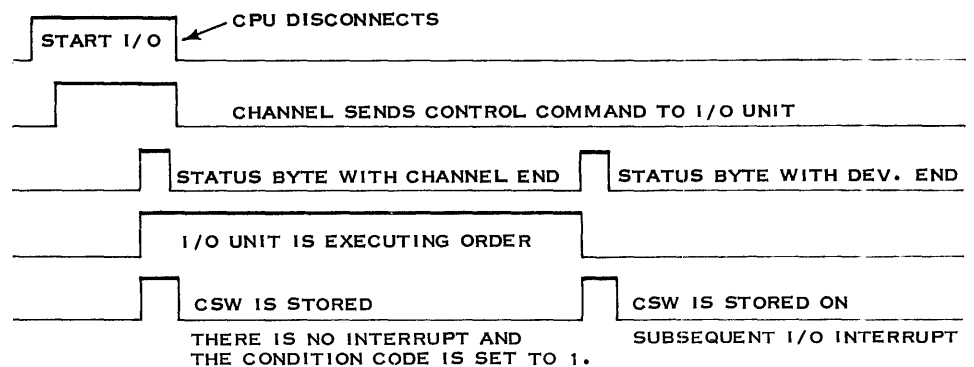 CPU DISCONNECTS
START I/O
CHANNEL SENDS CONTROL COMMAND TO I/O UNIT
STATUS BYTE WITH CHANNEL END
STATUS BYTE WITH DEV. END
I/O UNIT IS EXECUTING ORDER
CSW IS STORED
CSW IS STORED ON
THERE IS NO INTERRUPT AND
SUBSEQUENT I/O INTERRUPT
THE CONDITION CODE IS SET TO 1.